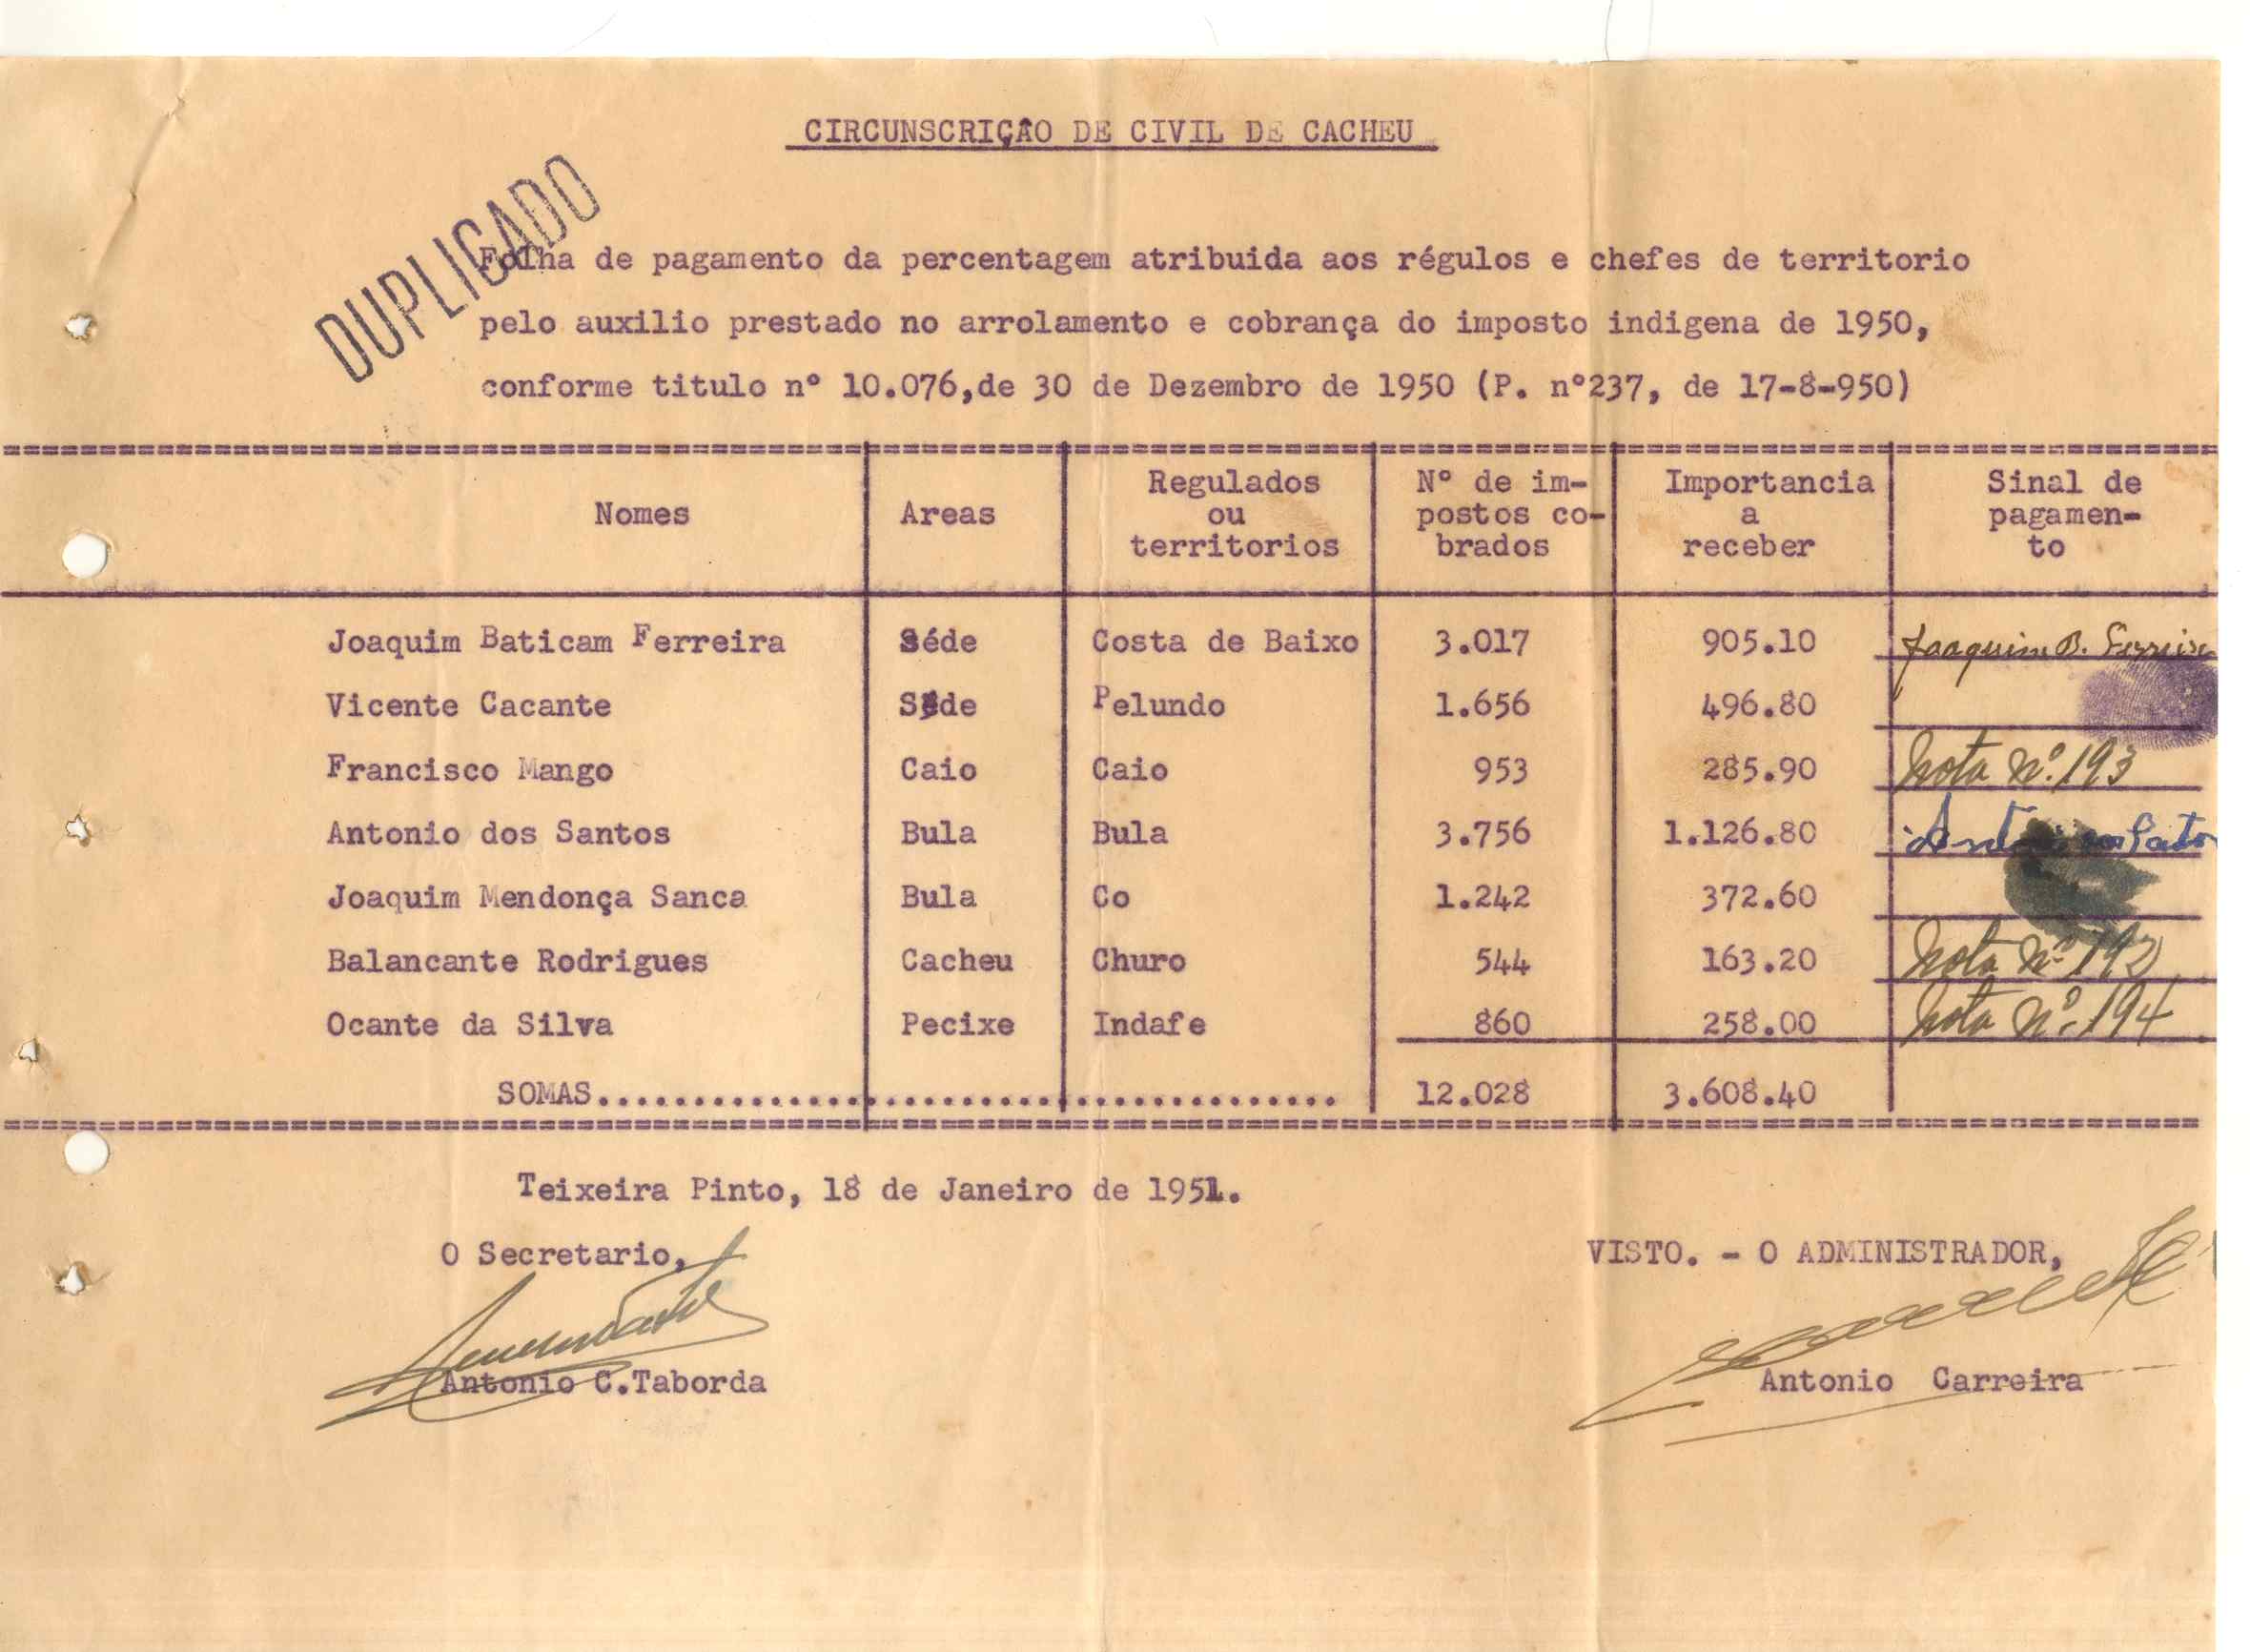 CIRCUNSCRIÇÃO DE CIVIL DE CACHEU
DUPLICADO
Folha de pagamento da percentagem atribuida aos régulos e chefes de territorio
pelo auxilio prestado no arrolamento e cobrança do imposto indigena de 1950,
conforme titulo nº 10.076,de 30 de Dezembro de 1950 (P. nº237, de 17-8-950)
Nomes Areas Regulados ou territorios Nº de im-postos co-brados Importancia a receber Sinal de pagamen-to
Joaquim Baticam Ferreira Séde Costa de Baixo 3.017 905.10 Joaquim B. Ferreira
Vicente Cacante Séde Pelundo 1.656 496.80
Francisco Mango Caio Caio 953 285.90 Nota Nº. 193
Antonio dos Santos Bula Bula 3.756 1.126.80
Joaquim Mendonça Sanca Bula Co 1.242 372.60
Balancante Rodrigues Cacheu Churo 544 163.20 Nota Nº 192
Ocante da Silva Pecixe Indafe 860 258.00 Nota Nº. 194
SOMAS....................................... 12.028 3.608.40
Teixeira Pinto, 18 de Janeiro de 1951.
O Secretario, VISTO. - O ADMINISTRADOR,
Antonio C.Taborda Antonio Carreira